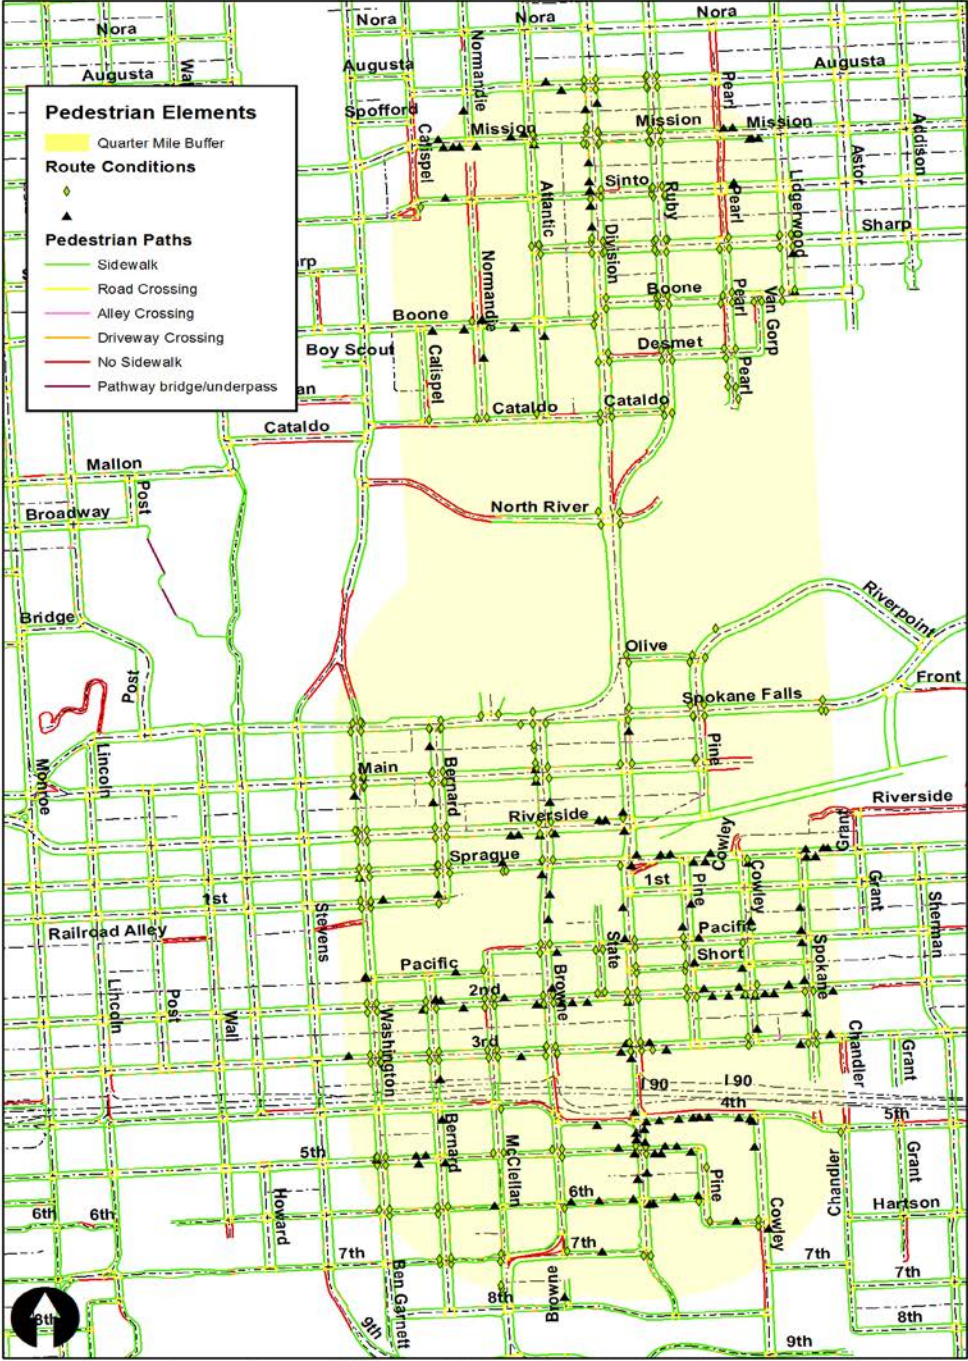 Nora
Nora
Nora
Nora
Augusta
Augusta
Augusta
Normandie
Pearl
Spofford
Calispel
Mission
Mission
Mission
Addison
Astor
Pedestrian Elements
Quarter Mile Buffer
Route Conditions
Pedestrian Paths
Sidewalk
Road Crossing
Alley Crossing
Driveway Crossing
No Sidewalk
Pathway bridge/underpass
Sinto
Atlantic
Ruby
Pearl
Lidgerwood
Sharp
Division
Normandie
Boone
Pearl
Van Gorp
Boone
Desmet
Boy Scout
Calispel
Pearl
Cataldo
Cataldo
Cataldo
Mallon
Post
Broadway
North River
Bridge
Riverpoint
Olive
Post
Front
Spokane Falls
Pine
Lincoln
Monroe
Main
Bernard
Riverside
Riverside
Grant
Cowley
Sprague
1st
Pine
Cowley
Grant
Sherman
1st
Stevens
Railroad Alley
Pacific
State
Short
Spokane
Pacific
Browne
2nd
Lincoln
Post
Wall
Washington
3rd
Chandler
Grant
I 90
I 90
4th
5th
Bernard
McClellan
5th
Chandler
Grant
Pine
Howard
6th
6th
6th
Cowley
Hartson
7th
7th
7th
7th
Ben Garnett
Browne
8th
8th
8th
9th
9th